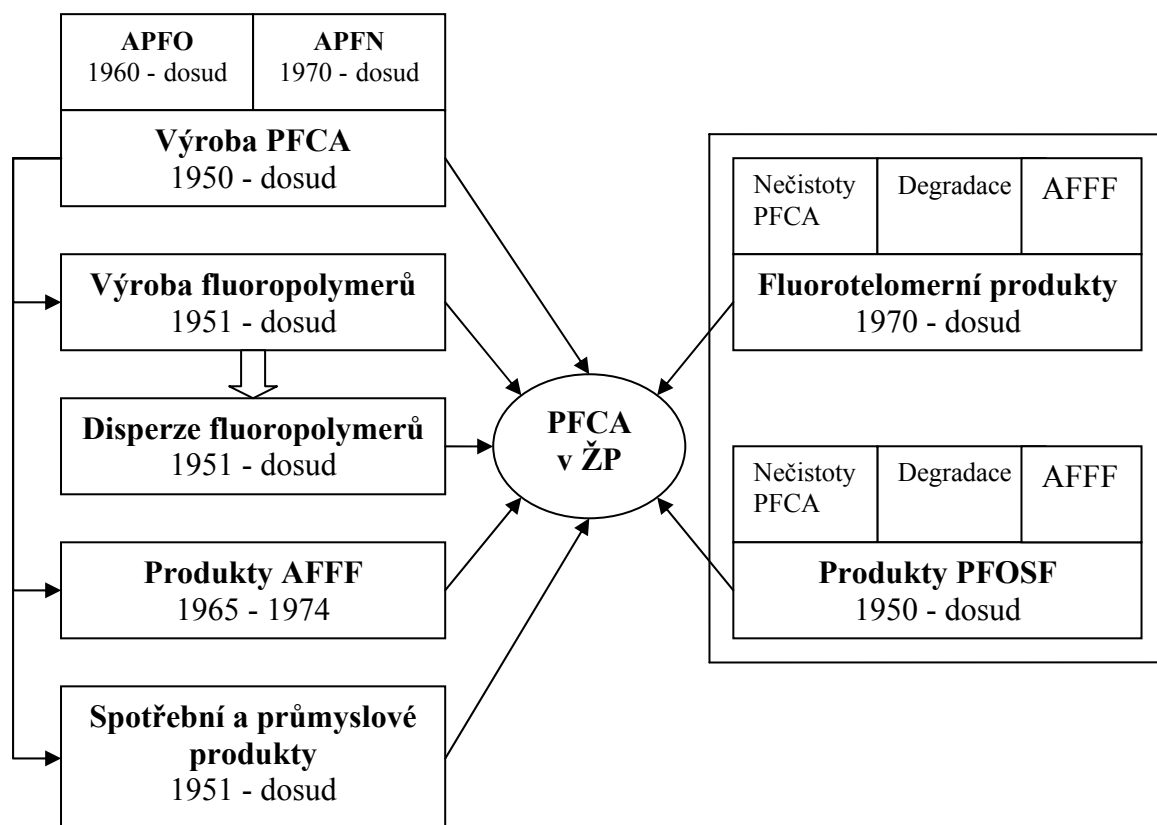 APFO
1960 - dosud
APFN
1970 - dosud
Výroba PFCA
1950 - dosud
Výroba fluoropolymerů
1951 - dosud
Disperze fluoropolymerů
1951 - dosud
Produkty AFFF
1965 - 1974
Spotřební a průmyslové
produkty
1951 - dosud
PFCA
v ŽP
Nečistoty
PFCA
Degradace
AFFF
Fluorotelomerní produkty
1970 - dosud
Nečistoty
PFCA
Degradace
AFFF
Produkty PFOSF
1950 - dosud